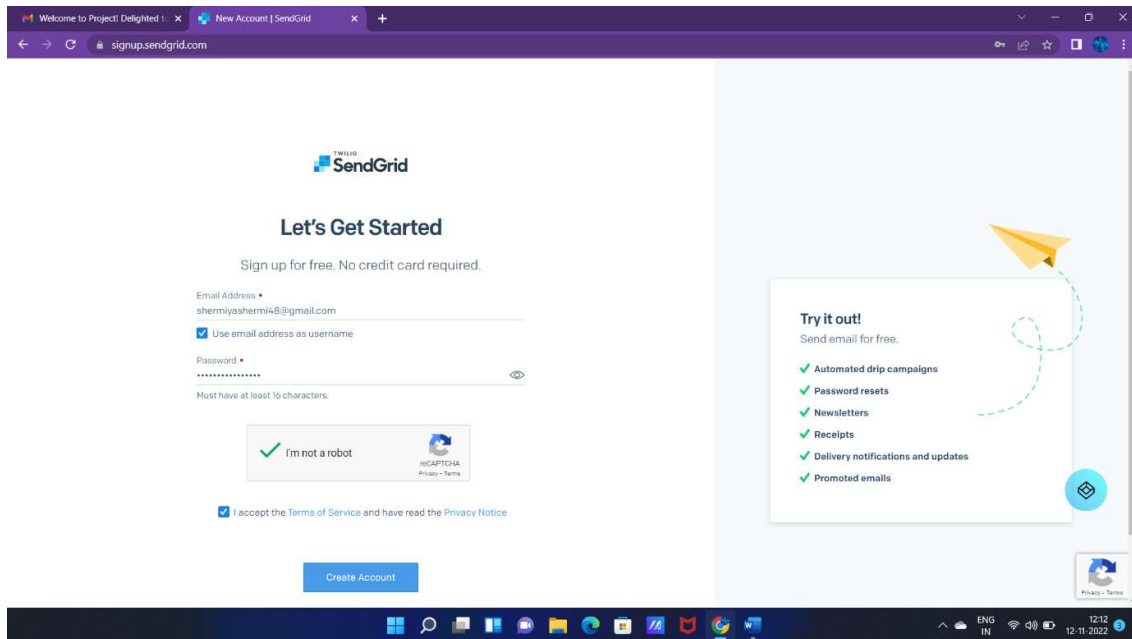 Welcome to Project! Delighted to
New Account | SendGrid
signup.sendgrid.com
TWILIO
SendGrid
Let's Get Started
Sign up for free. No credit card required.
Email Address •
shermiyashermi48@gmail.com
Use email address as username
Password •
••••••••••••••••
Must have at least 16 characters.
I'm not a robot
reCAPTCHA
Privacy - Terms
I accept the Terms of Service and have read the Privacy Notice
Create Account
Try it out!
Send email for free.
Automated drip campaigns
Password resets
Newsletters
Receipts
Delivery notifications and updates
Promoted emails
Privacy - Terms
ENG
IN
12:12
12-11-2022
3